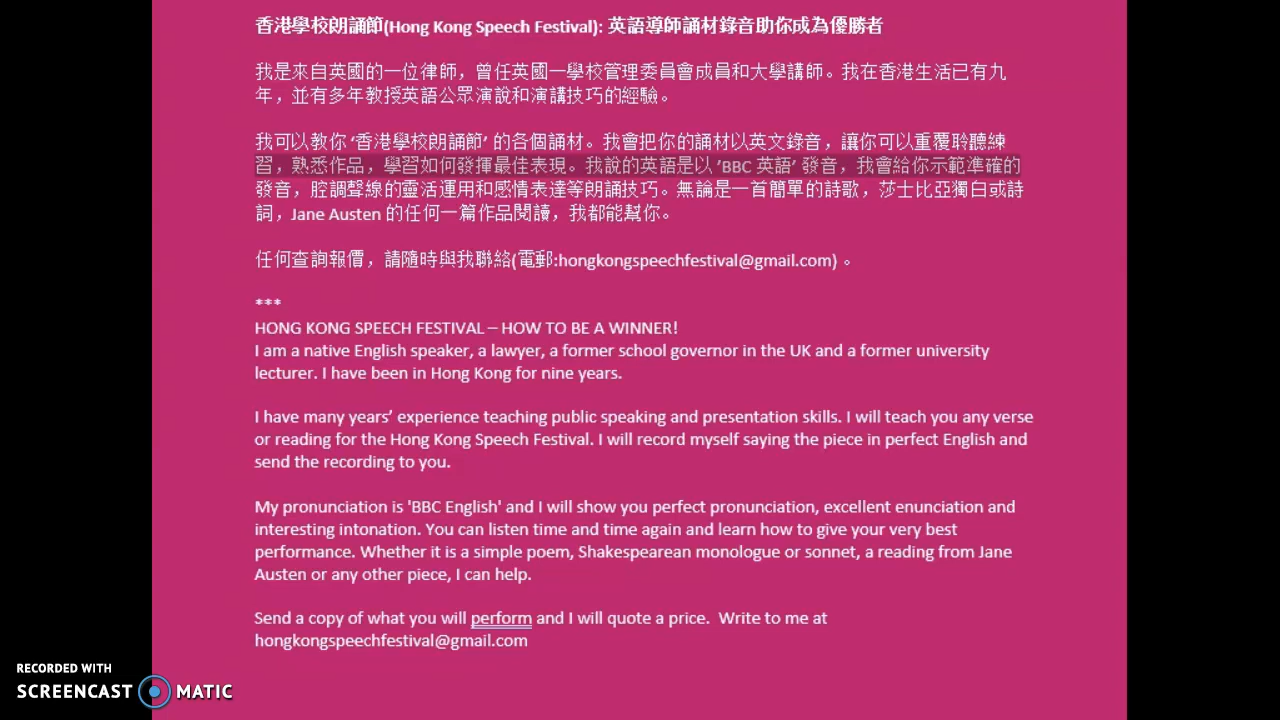 香港學校朗誦節(Hong Kong Speech Festival): 英語導師誦材錄音助你成為優勝者
我是來自英國的一位律師，曾任英國一學校管理委員會成員和大學講師。我在香港生活已有九
年，並有多年教授英語公眾演說和演講技巧的經驗。
我可以教你 ‘香港學校朗誦節’ 的各個誦材。我會把你的誦材以英文錄音，讓你可以重覆聆聽練
習，熟悉作品，學習如何發揮最佳表現。我說的英語是以 ’BBC 英語’ 發音，我會給你示範準確的
發音，腔調聲線的靈活運用和感情表達等朗誦技巧。無論是一首簡單的詩歌，莎士比亞獨白或詩
詞，Jane Austen 的任何一篇作品閱讀，我都能幫你。
任何查詢報價，請隨時與我聯絡(電郵:hongkongspeechfestival@gmail.com) 。
***
HONG KONG SPEECH FESTIVAL – HOW TO BE A WINNER!
I am a native English speaker, a lawyer, a former school governor in the UK and a former university
lecturer. I have been in Hong Kong for nine years.
I have many years’ experience teaching public speaking and presentation skills. I will teach you any verse
or reading for the Hong Kong Speech Festival. I will record myself saying the piece in perfect English and
send the recording to you.
My pronunciation is 'BBC English' and I will show you perfect pronunciation, excellent enunciation and
interesting intonation. You can listen time and time again and learn how to give your very best
performance. Whether it is a simple poem, Shakespearean monologue or sonnet, a reading from Jane
Austen or any other piece, I can help.
Send a copy of what you will perform and I will quote a price.  Write to me at
hongkongspeechfestival@gmail.com
RECORDED WITH
SCREENCAST MATIC